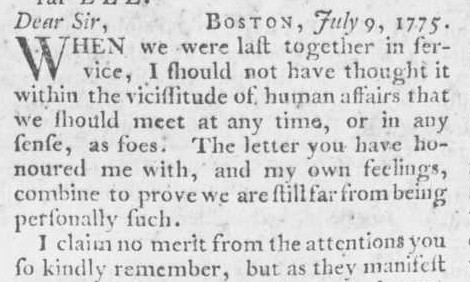 ral LEE.
Dear Sir, BOSTON, July 9, 1775.
WHEN we were laſt together in ſer-
vice, I ſhould not have thought it
within the viciſſitude of human affairs that
we ſhould meet at any time, or in any
ſenſe, as foes. The letter you have ho-
noured me with, and my own feelings,
combine to prove we are ſtill far from being
perſonally ſuch.
I claim no merit from the attentions you
ſo kindly remember, but as they manifeſt